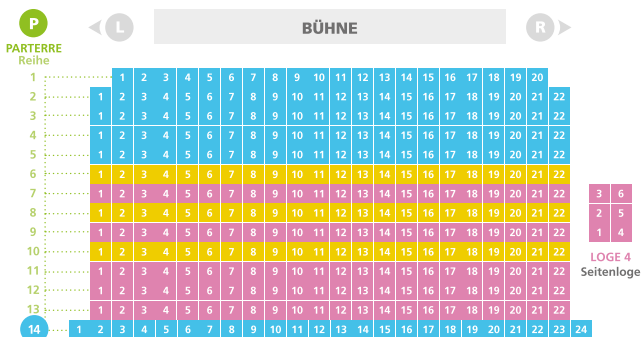 P L BÜHNE R
PARTERRE
Reihe
1 1 2 3 4 5 6 7 8 9 10 11 12 13 14 15 16 17 18 19 20
2 1 2 3 4 5 6 7 8 9 10 11 12 13 14 15 16 17 18 19 20 21 22
3 1 2 3 4 5 6 7 8 9 10 11 12 13 14 15 16 17 18 19 20 21 22
4 1 2 3 4 5 6 7 8 9 10 11 12 13 14 15 16 17 18 19 20 21 22
5 1 2 3 4 5 6 7 8 9 10 11 12 13 14 15 16 17 18 19 20 21 22
6 1 2 3 4 5 6 7 8 9 10 11 12 13 14 15 16 17 18 19 20 21 22
7 1 2 3 4 5 6 7 8 9 10 11 12 13 14 15 16 17 18 19 20 21 22 3 6
8 1 2 3 4 5 6 7 8 9 10 11 12 13 14 15 16 17 18 19 20 21 22 2 5
9 1 2 3 4 5 6 7 8 9 10 11 12 13 14 15 16 17 18 19 20 21 22 1 4
10 1 2 3 4 5 6 7 8 9 10 11 12 13 14 15 16 17 18 19 20 21 22
LOGE 4
11 1 2 3 4 5 6 7 8 9 10 11 12 13 14 15 16 17 18 19 20 21 22
Seitenloge
12 1 2 3 4 5 6 7 8 9 10 11 12 13 14 15 16 17 18 19 20 21 22
13 1 2 3 4 5 6 7 8 9 10 11 12 13 14 15 16 17 18 19 20 21 22
14 1 2 3 4 5 6 7 8 9 10 11 12 13 14 15 16 17 18 19 20 21 22 23 24